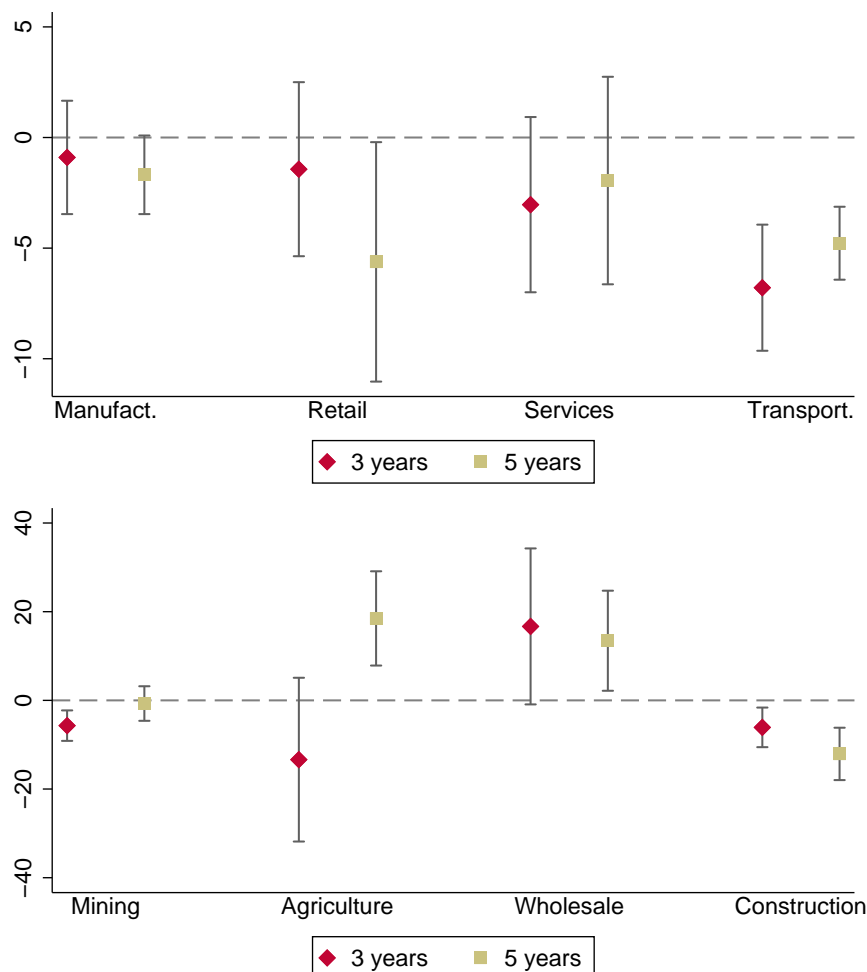 5
0
−5
−10
Manufact. Retail Services Transport.
3 years 5 years
40
20
0
−20
−40
Mining Agriculture Wholesale Construction
3 years 5 years